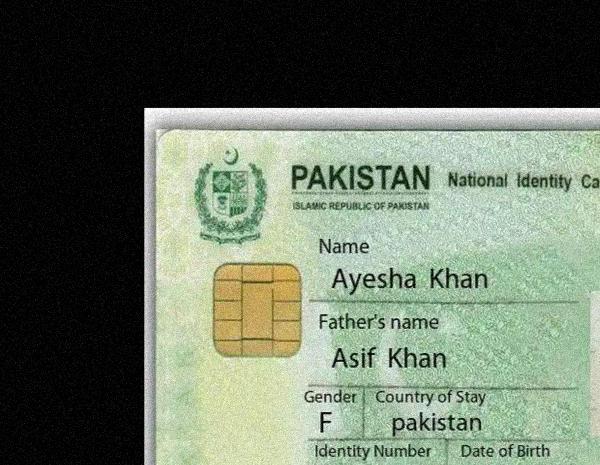 PAKISTAN National Identity
ISLAMIC REPUBLIC OF PAKISTAN
Name
Ayesha Khan
Father's name
Asif Khan
Gender Country of Stay
F pakistan
Identity Number Date of Birth